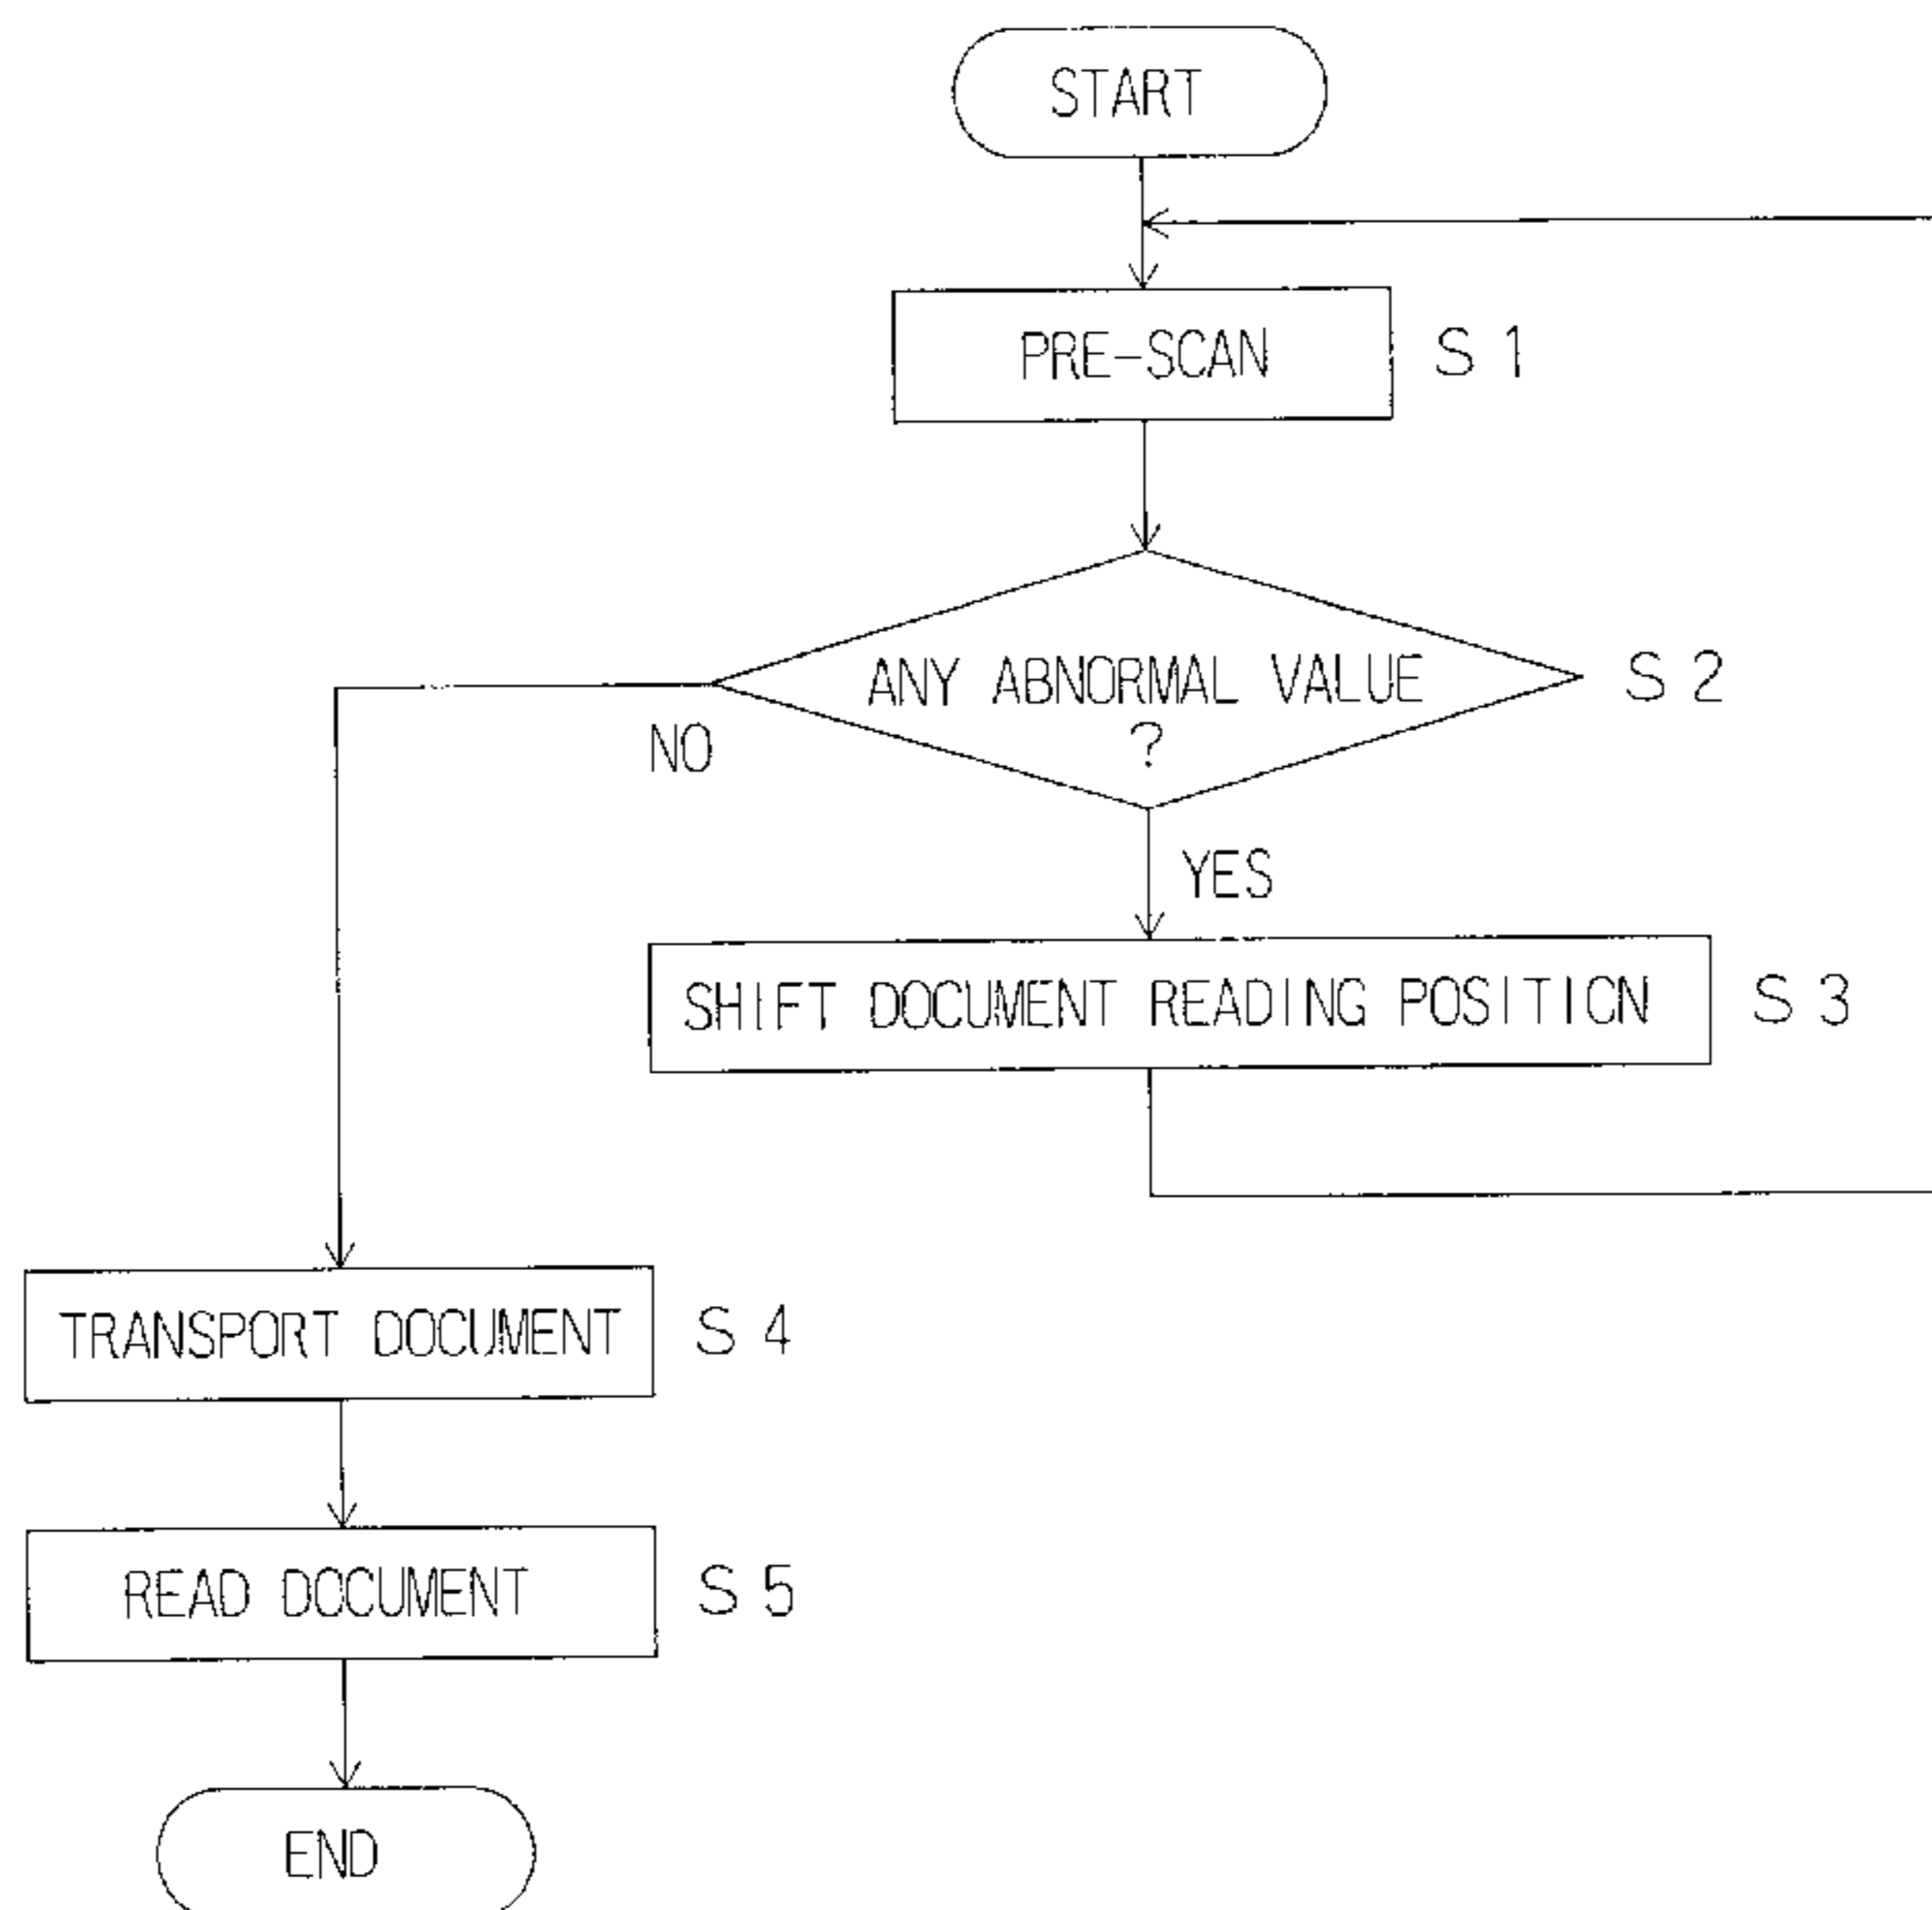 START
PRE-SCAN
S 1
ANY ABNORMAL VALUE
?
S 2
NO
YES
SHIFT DOCUMENT READING POSITION
S 3
TRANSPORT DOCUMENT
S 4
READ DOCUMENT
S 5
END